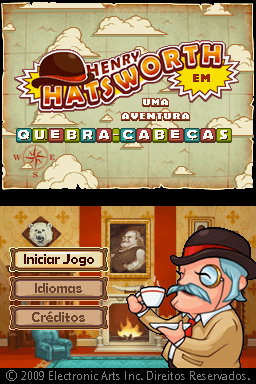 HENRY
HATSWORTH
EM
UMA
AVENTURA
QUEBRA-CABEÇAS
Iniciar Jogo
Idiomas
Créditos
© 2009 Electronic Arts Inc. Direitos Reservados.